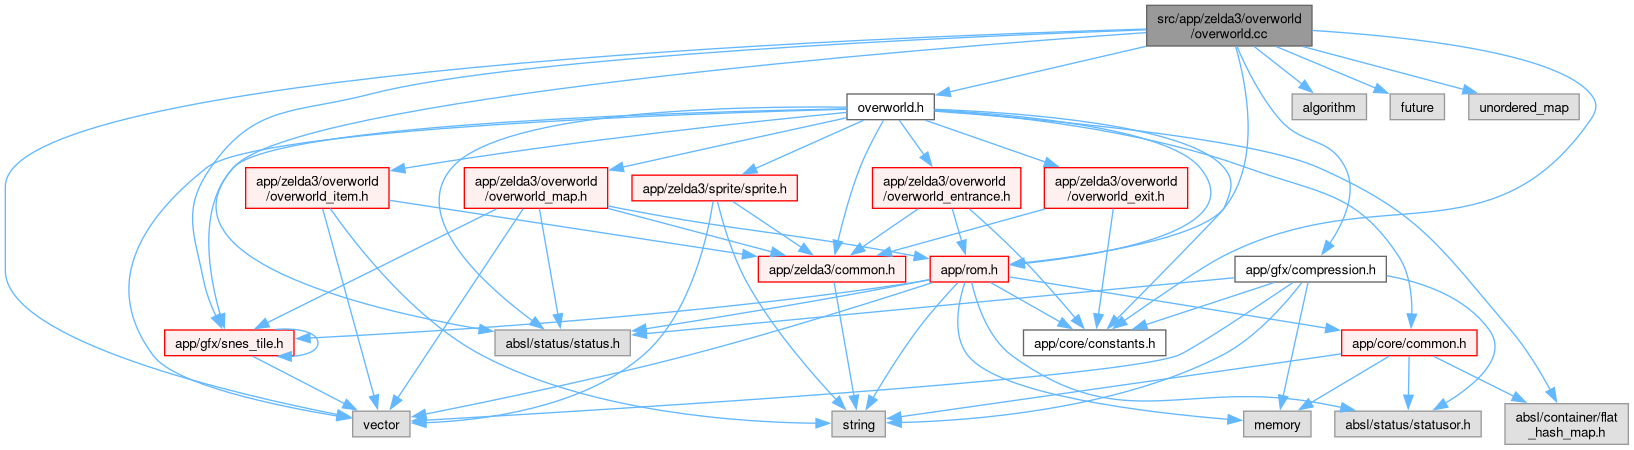 src/app/zelda3/overworld
/overworld.cc
overworld.h
algorithm
future
unordered_map
app/zelda3/overworld
/overworld_item.h
app/zelda3/overworld
/overworld_map.h
app/zelda3/sprite/sprite.h
app/zelda3/overworld
/overworld_entrance.h
app/zelda3/overworld
/overworld_exit.h
app/zelda3/common.h
app/rom.h
app/gfx/compression.h
app/gfx/snes_tile.h
absl/status/status.h
app/core/constants.h
app/core/common.h
vector
string
memory
absl/status/statusor.h
absl/container/flat
_hash_map.h